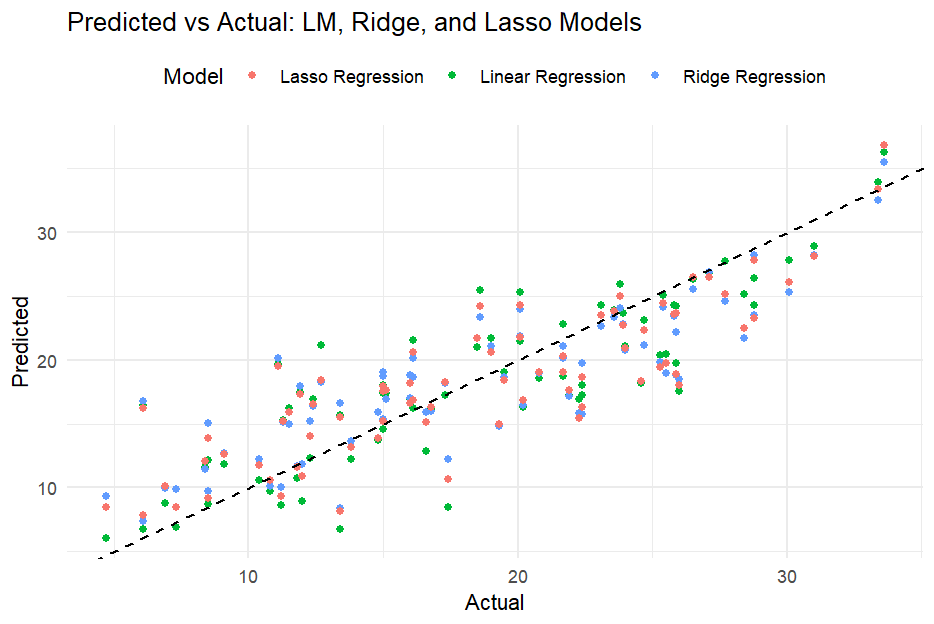 Predicted vs Actual: LM, Ridge, and Lasso Models
Model Lasso Regression Linear Regression Ridge Regression
30
20
10
Predicted
10 20 30
Actual